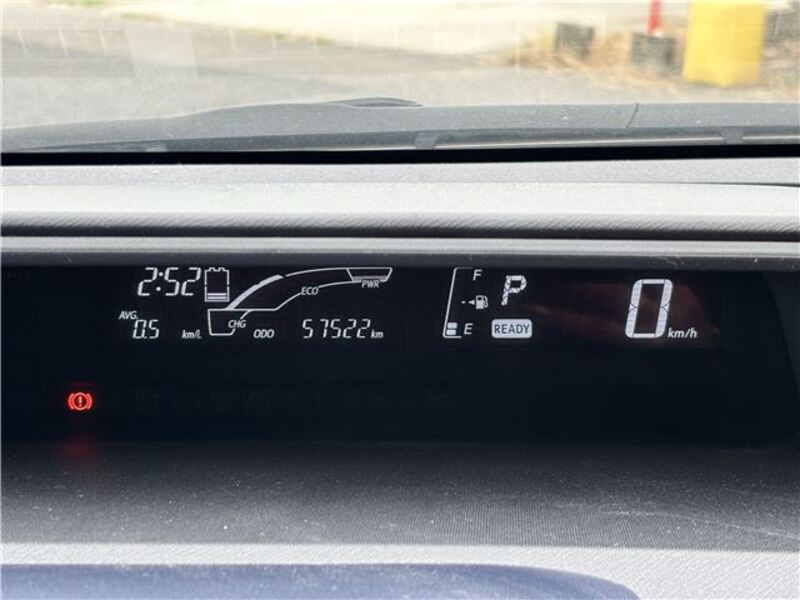 2:52
AVG. 0.5 km/L
CHG
ECO
PWR
ODO 57522 km
F
E
P
READY
0 km/h